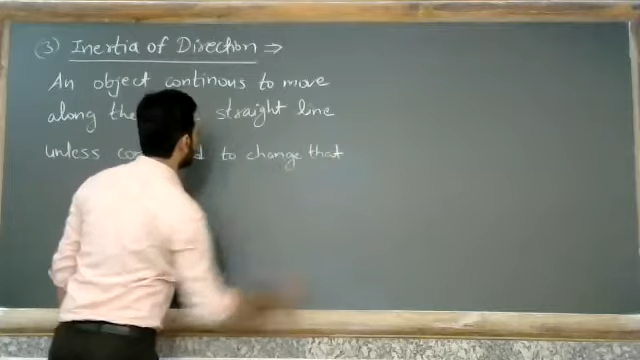 (3) Inertia of Direction ⇒
An object continous to move
along the straight line
unless to change that